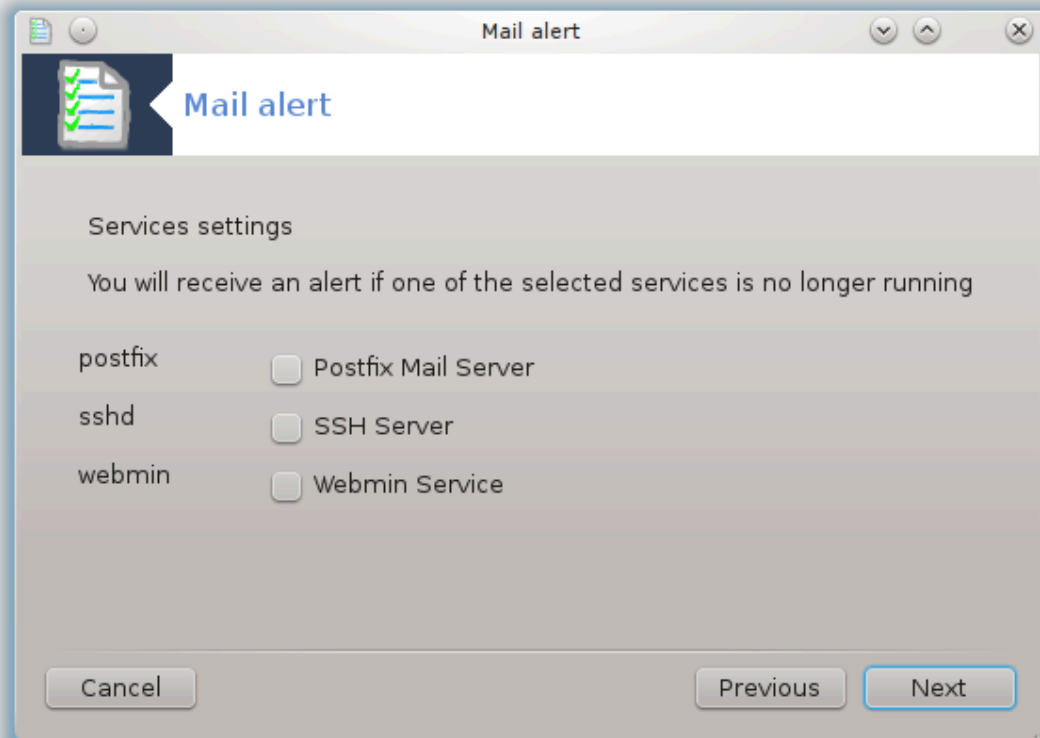 Mail alert
Mail alert
Services settings
You will receive an alert if one of the selected services is no longer running
postfix Postfix Mail Server
sshd SSH Server
webmin Webmin Service
Cancel Previous Next